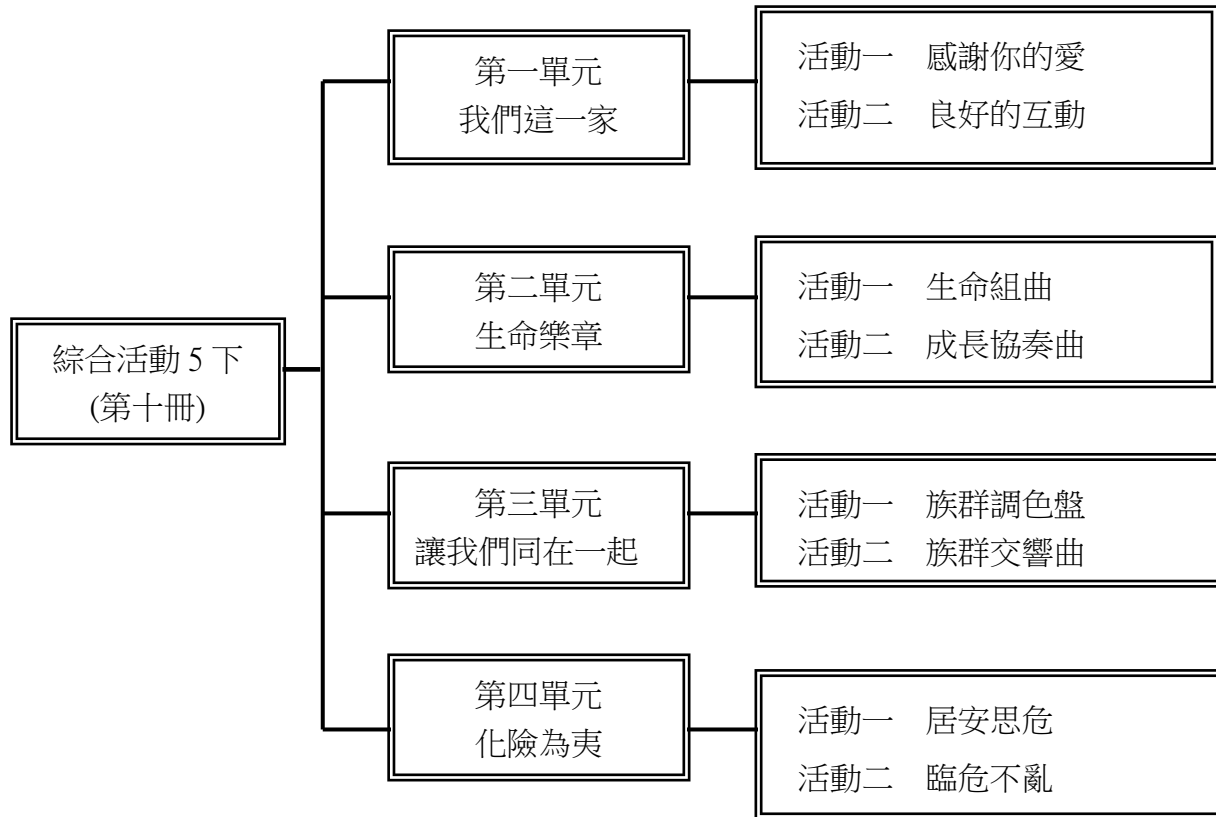 綜合活動 5 下
(第十冊)
第一單元
我們這一家
活動一　感謝你的愛
活動二　良好的互動
第二單元
生命樂章
活動一　生命組曲
活動二　成長協奏曲
第三單元
讓我們同在一起
活動一　族群調色盤
活動二　族群交響曲
第四單元
化險為夷
活動一　居安思危
活動二　臨危不亂